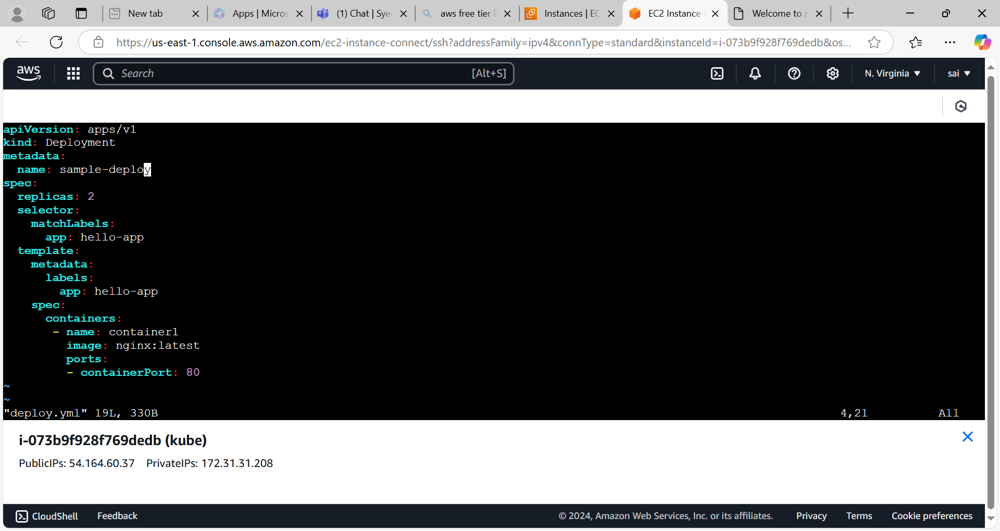 New tab
Apps | Micros
(1) Chat | Sye
aws free tier l
Instances | EC
EC2 Instance
Welcome to n
https://us-east-1.console.aws.amazon.com/ec2-instance-connect/ssh?addressFamily=ipv4&connType=standard&instanceId=i-073b9f928f769dedb&os...
aws
Search
[Alt+S]
N. Virginia
sai
apiVersion: apps/v1
kind: Deployment
metadata:
  name: sample-deploy
spec:
  replicas: 2
  selector:
    matchLabels:
      app: hello-app
  template:
    metadata:
      labels:
        app: hello-app
    spec:
      containers:
       - name: container1
         image: nginx:latest
         ports:
         - containerPort: 80
~
~
"deploy.yml" 19L, 330B 4,21 All
i-073b9f928f769dedb (kube)
PublicIPs: 54.164.60.37 PrivateIPs: 172.31.31.208
CloudShell Feedback © 2024, Amazon Web Services, Inc. or its affiliates. Privacy Terms Cookie preferences